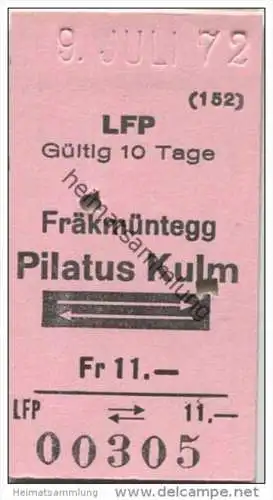 9. JULI 72
(152)
LFP
Gültig 10 Tage
heimatsammlung
Fräkmüntegg
Pilatus Kulm
Fr 11.—
LFP ⇄ 11.—
00305
Heimatsammlung
www.delcampe.net